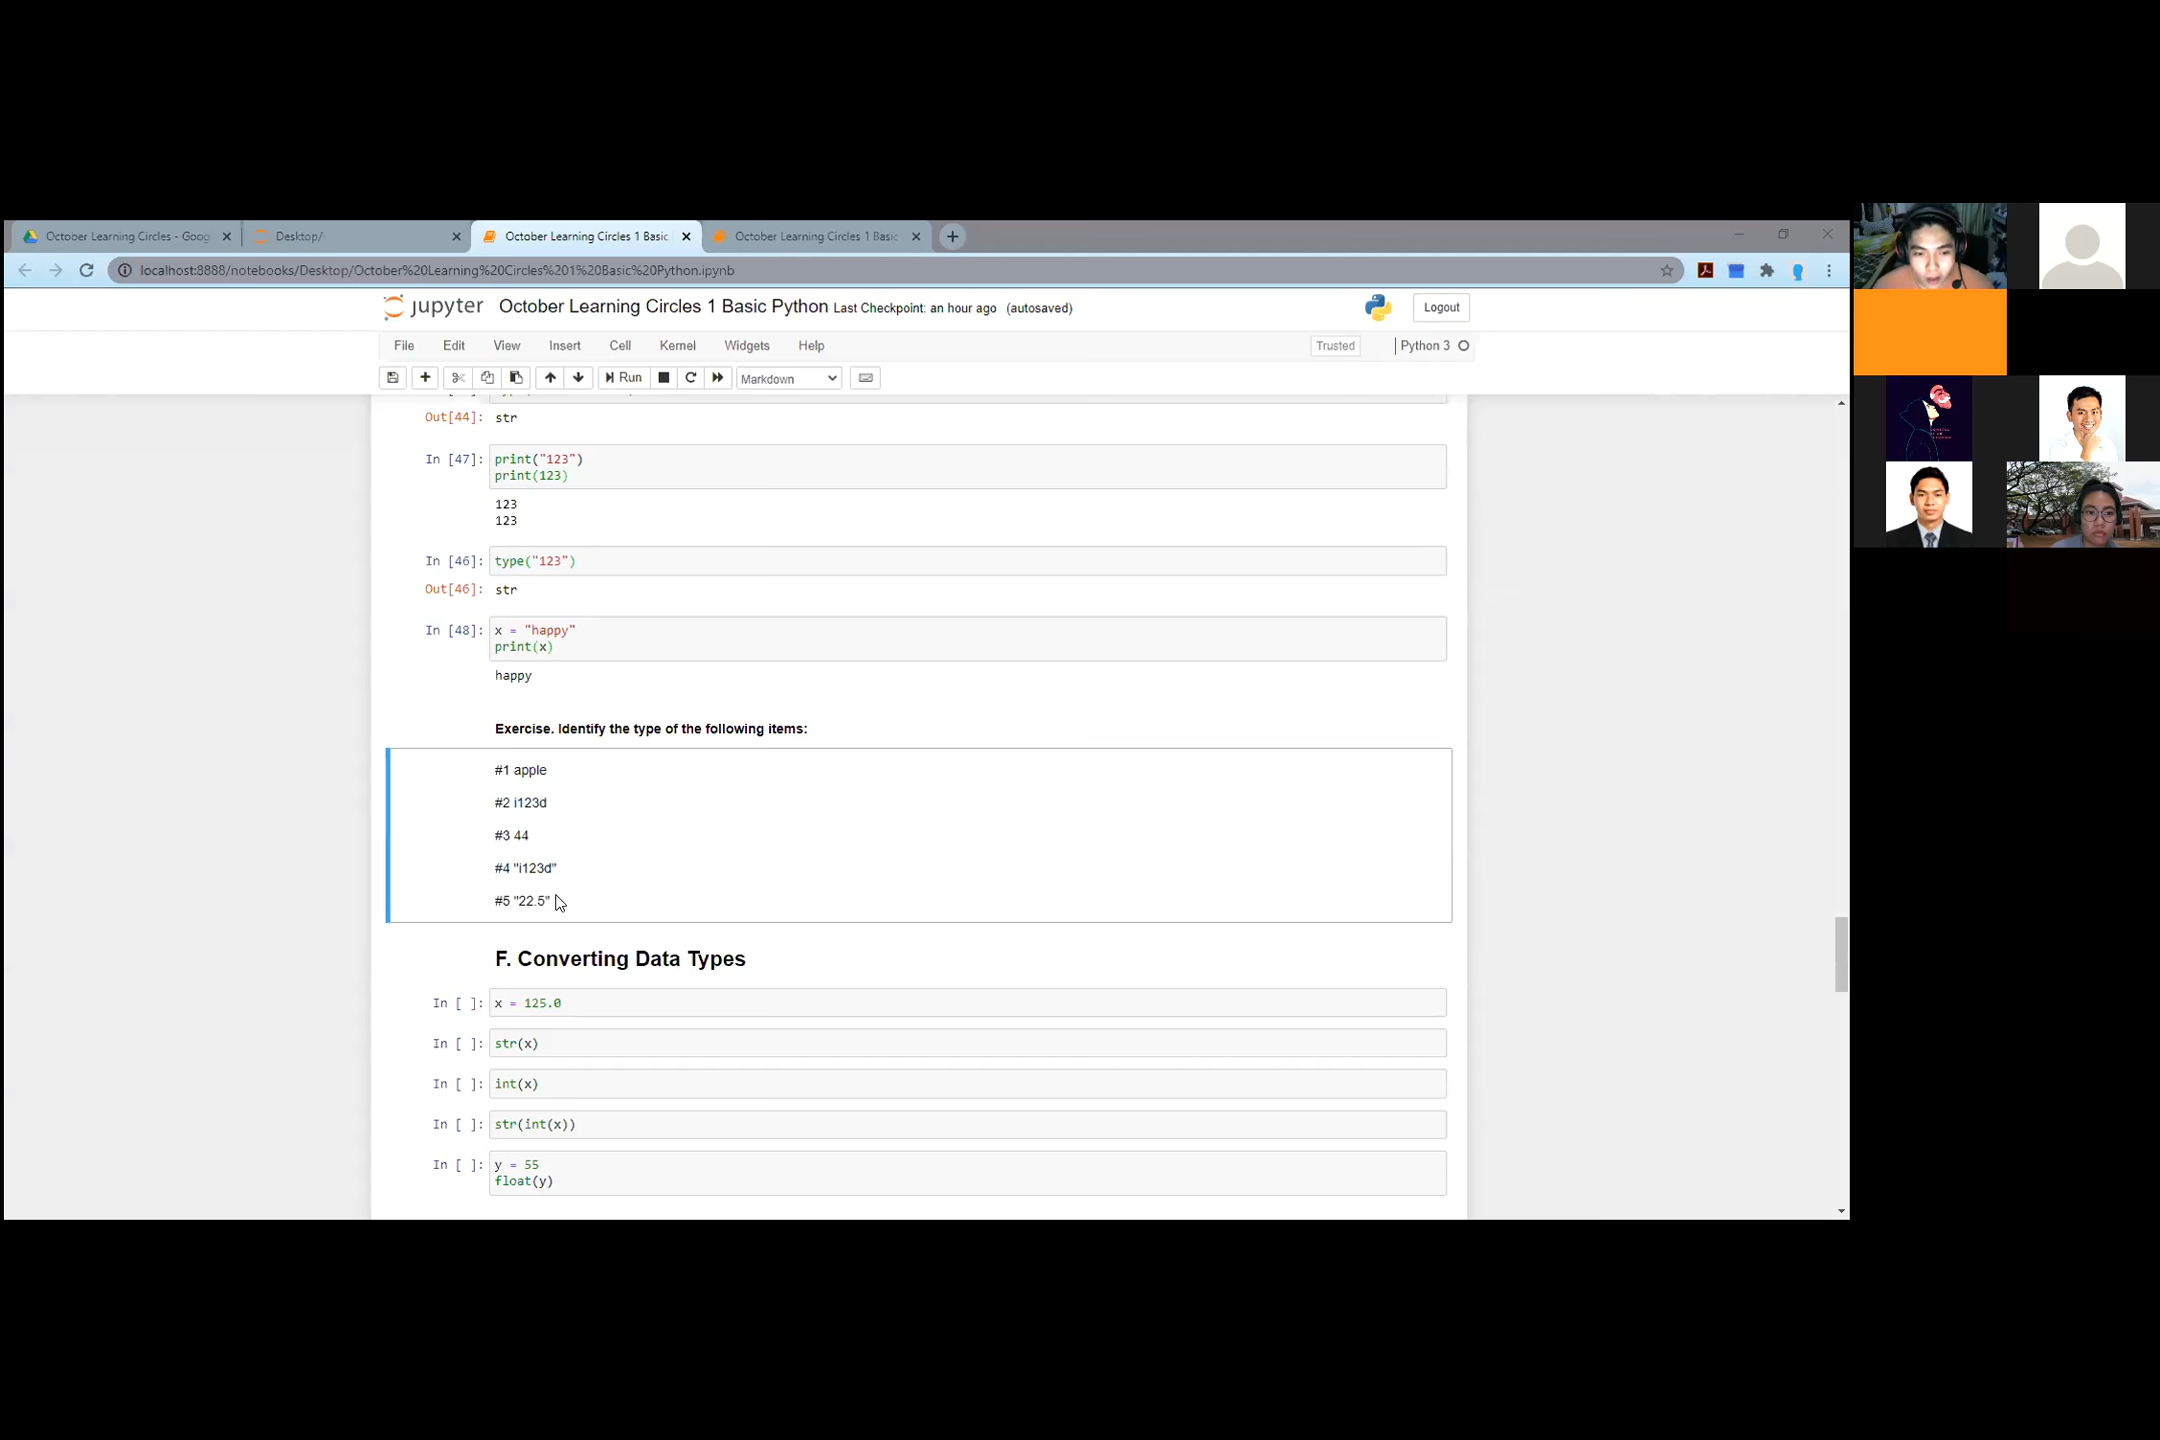 October Learning Circles - Goog
Desktop/
October Learning Circles 1 Basic
October Learning Circles 1 Basic
localhost:8888/notebooks/Desktop/October%20Learning%20Circles%201%20Basic%20Python.ipynb
jupyter October Learning Circles 1 Basic Python Last Checkpoint: an hour ago (autosaved)
Logout
File Edit View Insert Cell Kernel Widgets Help
Trusted
Python 3
Run
Markdown
Out[44]: str
In [47]: print("123")
print(123)
123
123
In [46]: type("123")
Out[46]: str
In [48]: x = "happy"
print(x)
happy
Exercise. Identify the type of the following items:
#1 apple
#2 i123d
#3 44
#4 "i123d"
#5 "22.5"
F. Converting Data Types
In [ ]: x = 125.0
In [ ]: str(x)
In [ ]: int(x)
In [ ]: str(int(x))
In [ ]: y = 55
float(y)